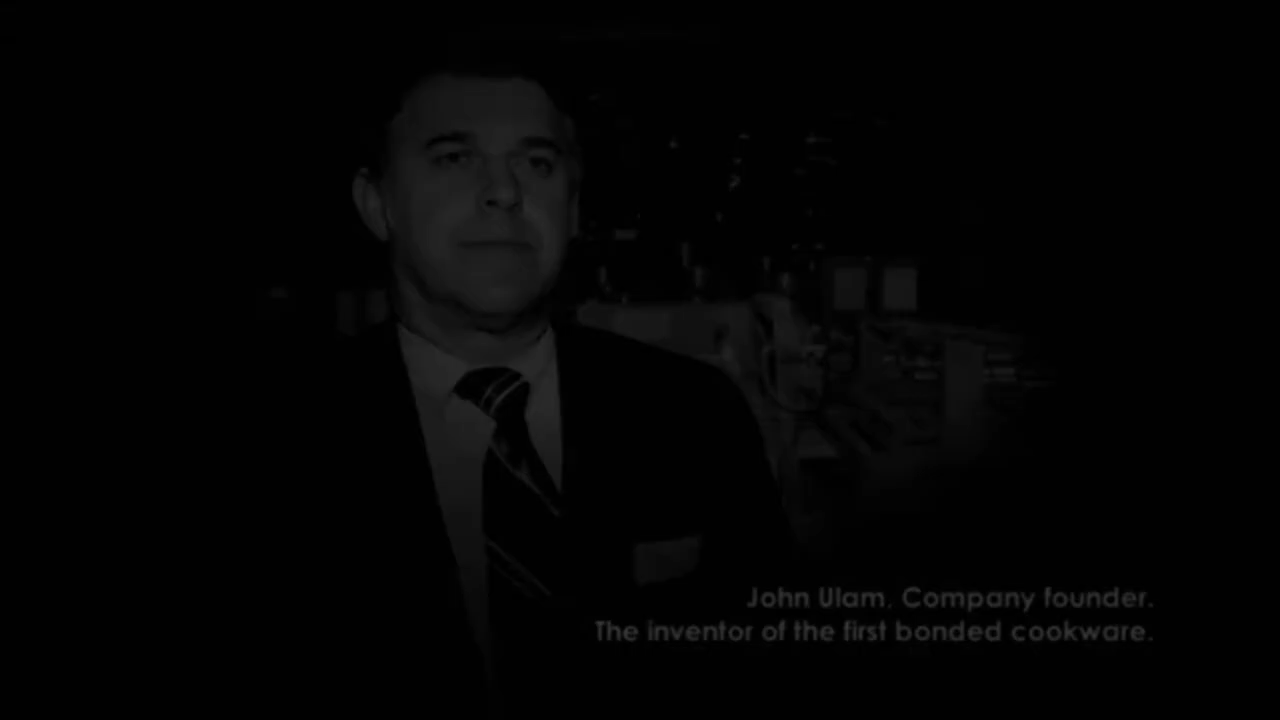 John Ulam. Company founder.
The inventor of the first bonded cookware.